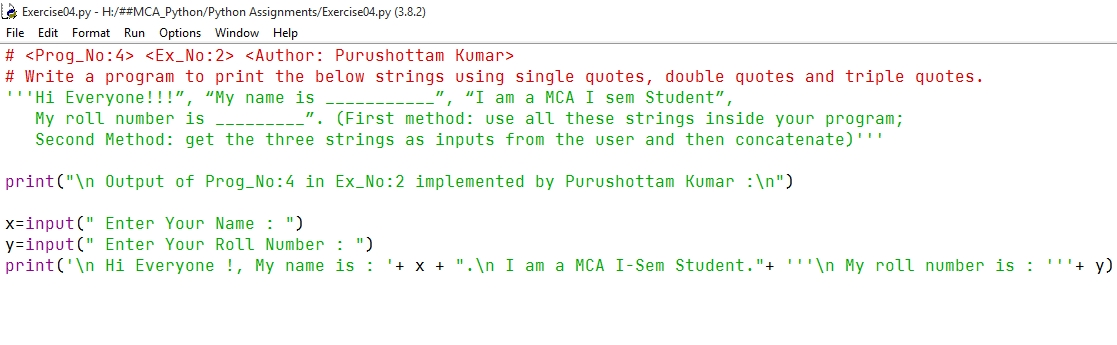 Exercise04.py - H:/##MCA_Python/Python Assignments/Exercise04.py (3.8.2)
File Edit Format Run Options Window Help
# <Prog_No:4> <Ex_No:2> <Author: Purushottam Kumar>
# Write a program to print the below strings using single quotes, double quotes and triple quotes.
'''Hi Everyone!!!”, “My name is ___________”, “I am a MCA I sem Student”,
My roll number is _________”. (First method: use all these strings inside your program;
Second Method: get the three strings as inputs from the user and then concatenate)'''
print("\n Output of Prog_No:4 in Ex_No:2 implemented by Purushottam Kumar :\n")
x=input(" Enter Your Name : ")
y=input(" Enter Your Roll Number : ")
print('\n Hi Everyone !, My name is : '+ x + ".\n I am a MCA I-Sem Student."+ '''\n My roll number is : '''+ y)